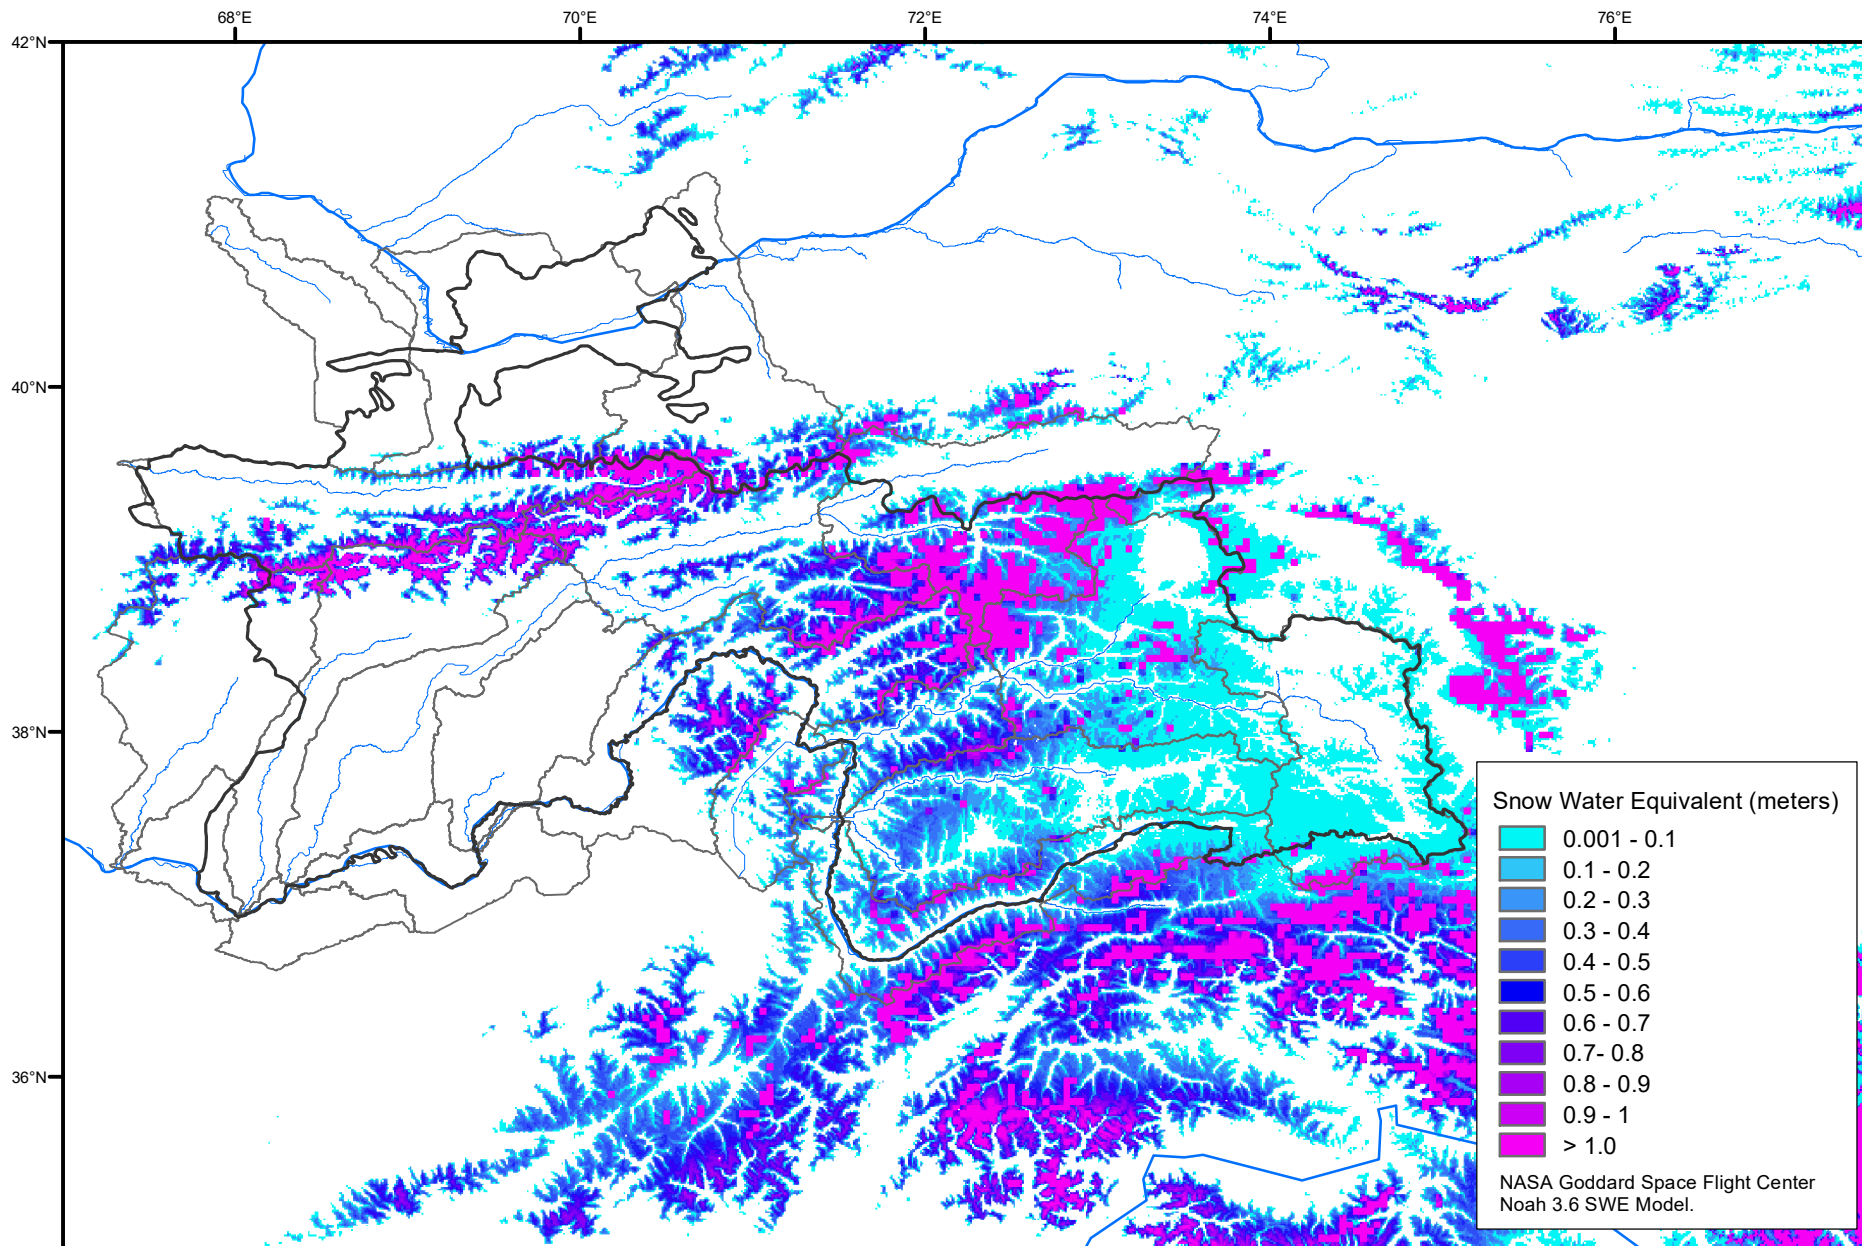 68°E 70°E 72°E 74°E 76°E
42°N
40°N
38°N
36°N
Snow Water Equivalent (meters)
0.001 - 0.1
0.1 - 0.2
0.2 - 0.3
0.3 - 0.4
0.4 - 0.5
0.5 - 0.6
0.6 - 0.7
0.7- 0.8
0.8 - 0.9
0.9 - 1
> 1.0
NASA Goddard Space Flight Center
Noah 3.6 SWE Model.